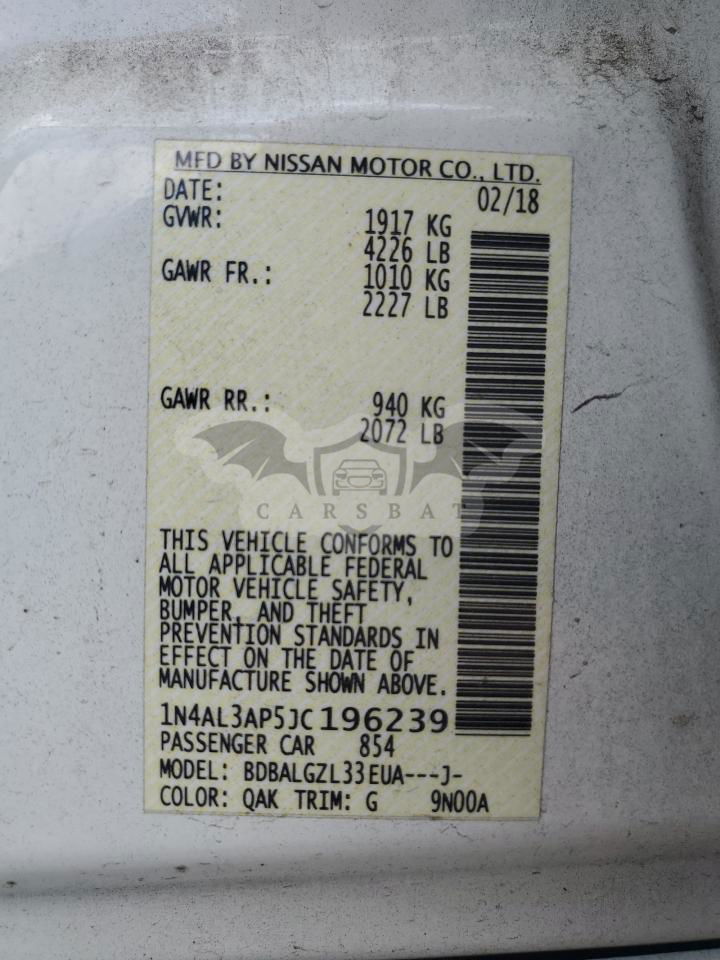 MFD BY NISSAN MOTOR CO., LTD.
DATE: 02/18
GVWR: 1917 KG
4226 LB
GAWR FR.: 1010 KG
2227 LB
GAWR RR.: 940 KG
2072 LB
CARSBAT
THIS VEHICLE CONFORMS TO
ALL APPLICABLE FEDERAL
MOTOR VEHICLE SAFETY,
BUMPER, AND THEFT
PREVENTION STANDARDS IN
EFFECT ON THE DATE OF
MANUFACTURE SHOWN ABOVE.
1N4AL3AP5JC196239
PASSENGER CAR 854
MODEL: BDBALGZL33EUA---J-
COLOR: QAK TRIM: G 9N00A